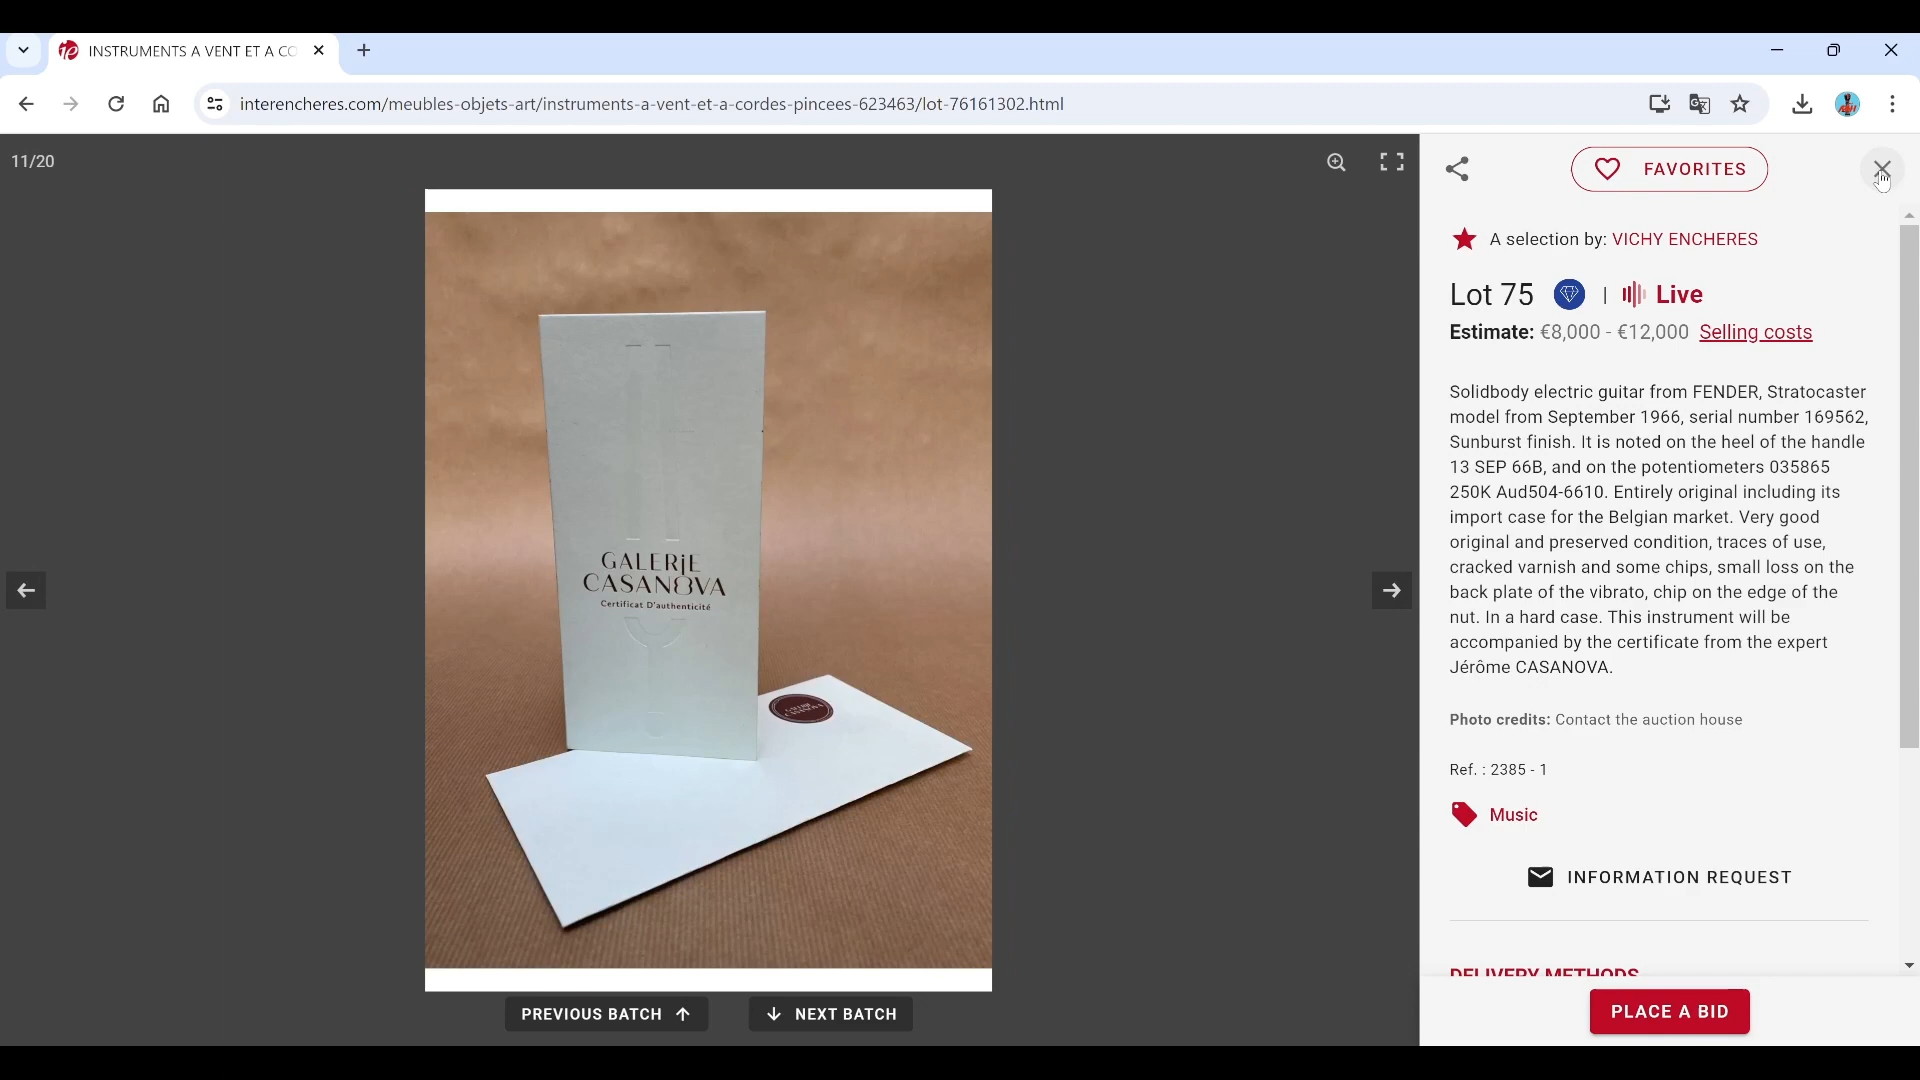 INSTRUMENTS A VENT ET A CO
interencheres.com/meubles-objets-art/instruments-a-vent-et-a-cordes-pincees-623463/lot-76161302.html
11/20
FAVORITES
A selection by: VICHY ENCHERES
Lot 75 | Live
Estimate: €8,000 - €12,000 Selling costs
Solidbody electric guitar from FENDER, Stratocaster
model from September 1966, serial number 169562,
Sunburst finish. It is noted on the heel of the handle
13 SEP 66B, and on the potentiometers 035865
250K Aud504-6610. Entirely original including its
import case for the Belgian market. Very good
original and preserved condition, traces of use,
cracked varnish and some chips, small loss on the
back plate of the vibrato, chip on the edge of the
nut. In a hard case. This instrument will be
accompanied by the certificate from the expert
Jérôme CASANOVA.
Photo credits: Contact the auction house
Ref. : 2385 - 1
Music
INFORMATION REQUEST
DELIVERY METHODS
PLACE A BID
GALERiE
CASANOVA
Certificat D'authenticité
GALERiE
CASANOVA
PREVIOUS BATCH
NEXT BATCH